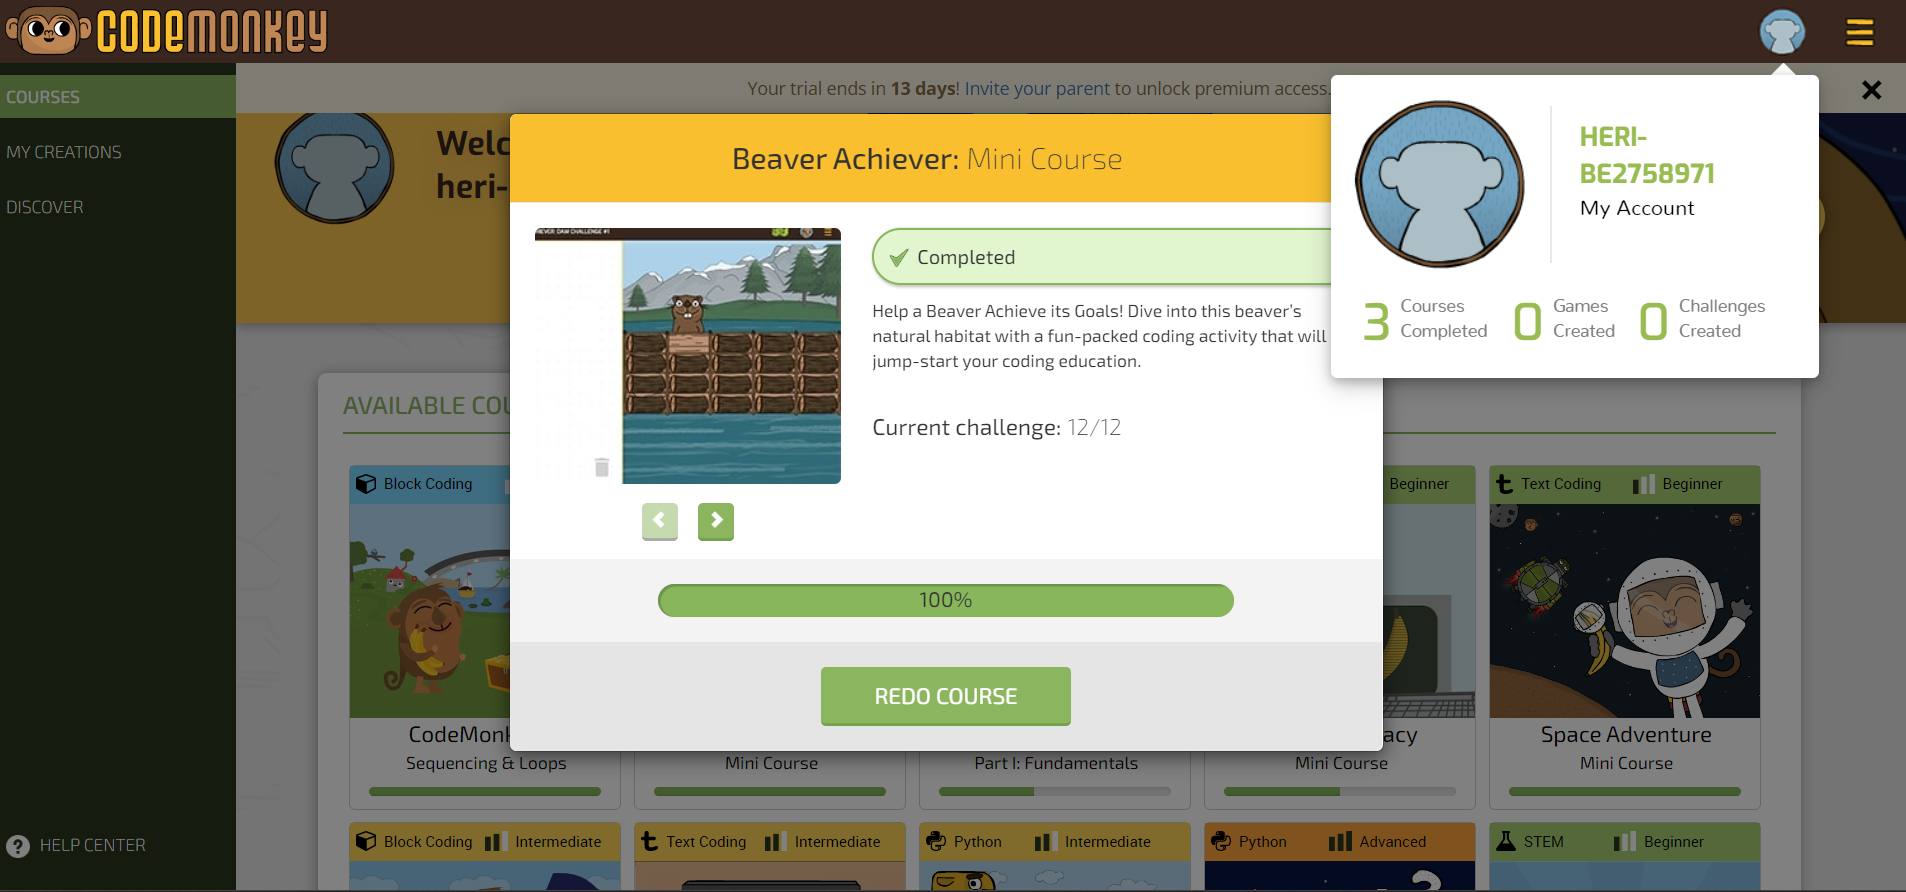 CODEMONKEY
COURSES
MY CREATIONS
DISCOVER
HELP CENTER
Your trial ends in 13 days! Invite your parent to unlock premium access.
Welc
heri-
HERI-
BE2758971
My Account
3 Courses Completed
0 Games Created
0 Challenges Created
Beaver Achiever: Mini Course
Completed
Help a Beaver Achieve its Goals! Dive into this beaver's
natural habitat with a fun-packed coding activity that will
jump-start your coding education.
Current challenge: 12/12
100%
REDO COURSE
AVAILABLE COU
Block Coding
Beginner
Text Coding Beginner
CodeMonk
Sequencing & Loops
Mini Course
Part I: Fundamentals
acy
Mini Course
Space Adventure
Mini Course
Block Coding Intermediate
Text Coding Intermediate
Python Intermediate
Python Advanced
STEM Beginner